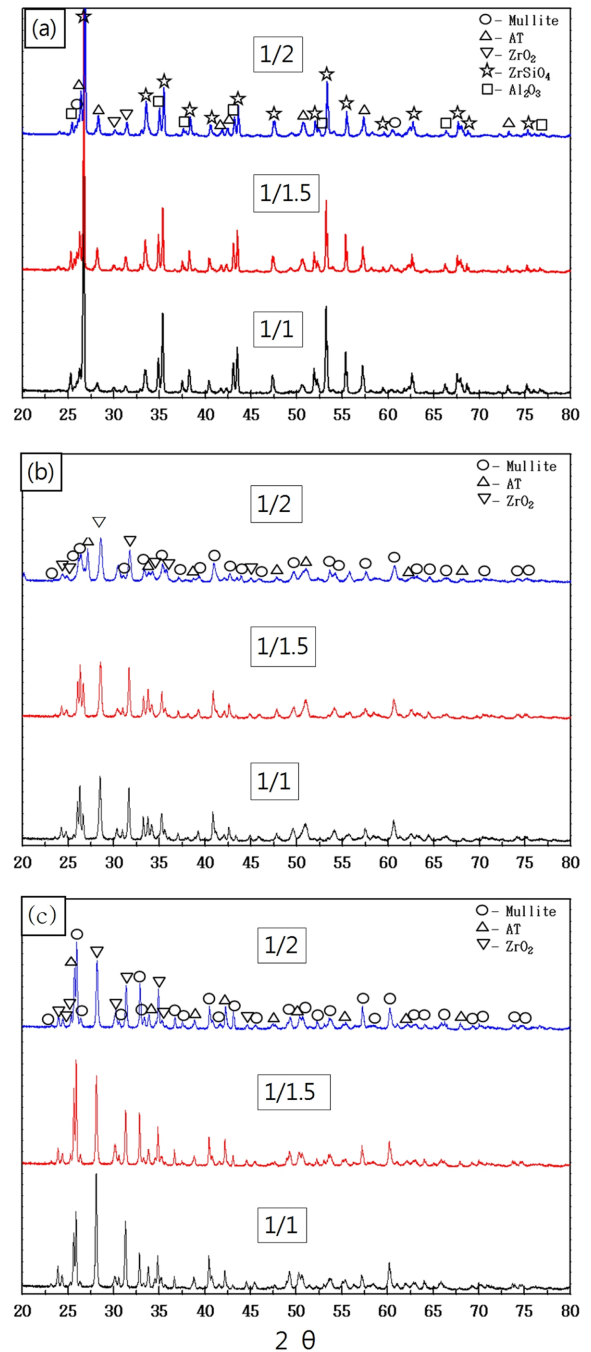 (a)
○– Mullite
△– AT
▽– ZrO₂
☆– ZrSiO₄
□– Al₂O₃
1/2
1/1.5
1/1
20 25 30 35 40 45 50 55 60 65 70 75 80
(b)
○– Mullite
△– AT
▽– ZrO₂
1/2
1/1.5
1/1
20 25 30 35 40 45 50 55 60 65 70 75 80
(c)
○– Mullite
△– AT
▽– ZrO₂
1/2
1/1.5
1/1
20 25 30 35 40 45 50 55 60 65 70 75 80
2 θ